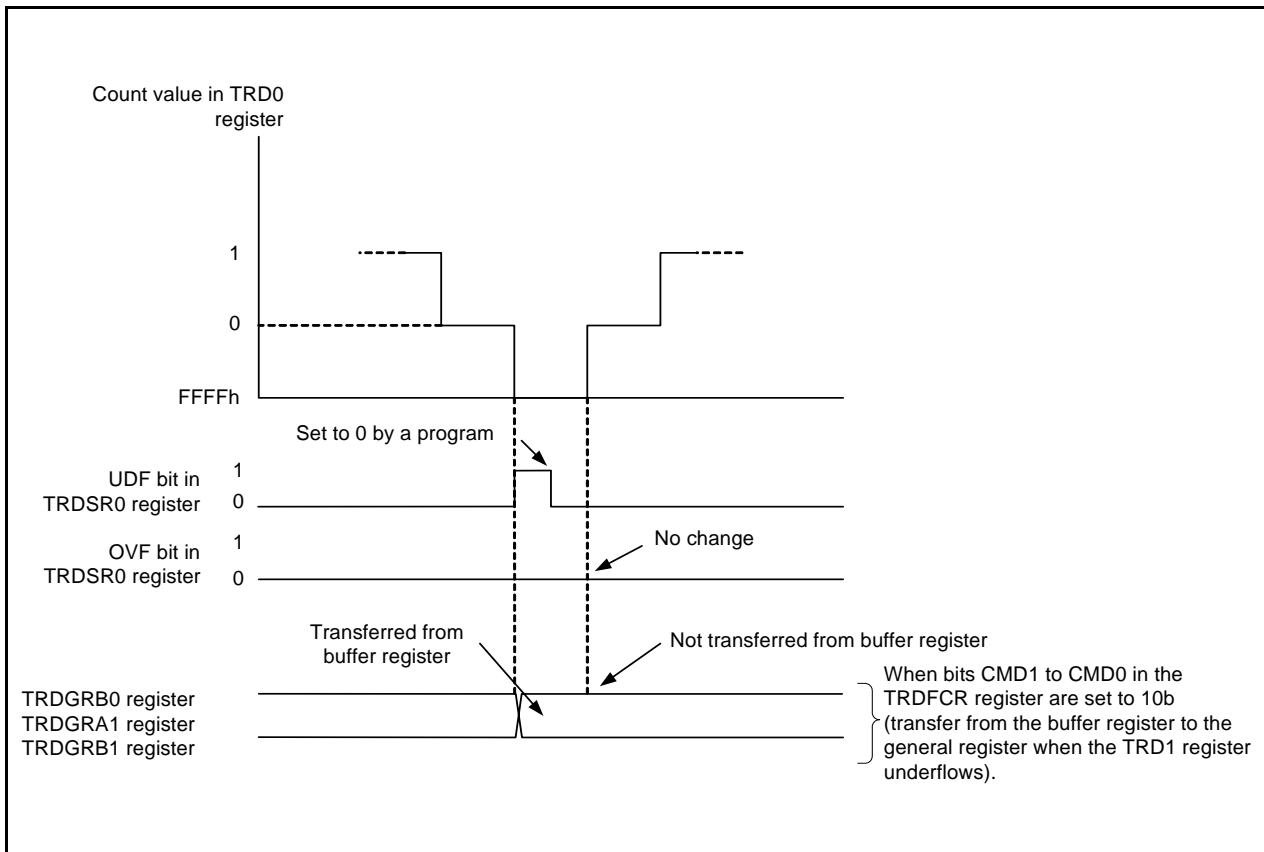 Count value in TRD0
register
1
0
FFFFh
Set to 0 by a program
UDF bit in
TRDSR0 register
1
0
OVF bit in
TRDSR0 register
1
0
No change
Transferred from
buffer register
Not transferred from buffer register
TRDGRB0 register
TRDGRA1 register
TRDGRB1 register
When bits CMD1 to CMD0 in the
TRDFCR register are set to 10b
(transfer from the buffer register to the
general register when the TRD1 register
underflows).